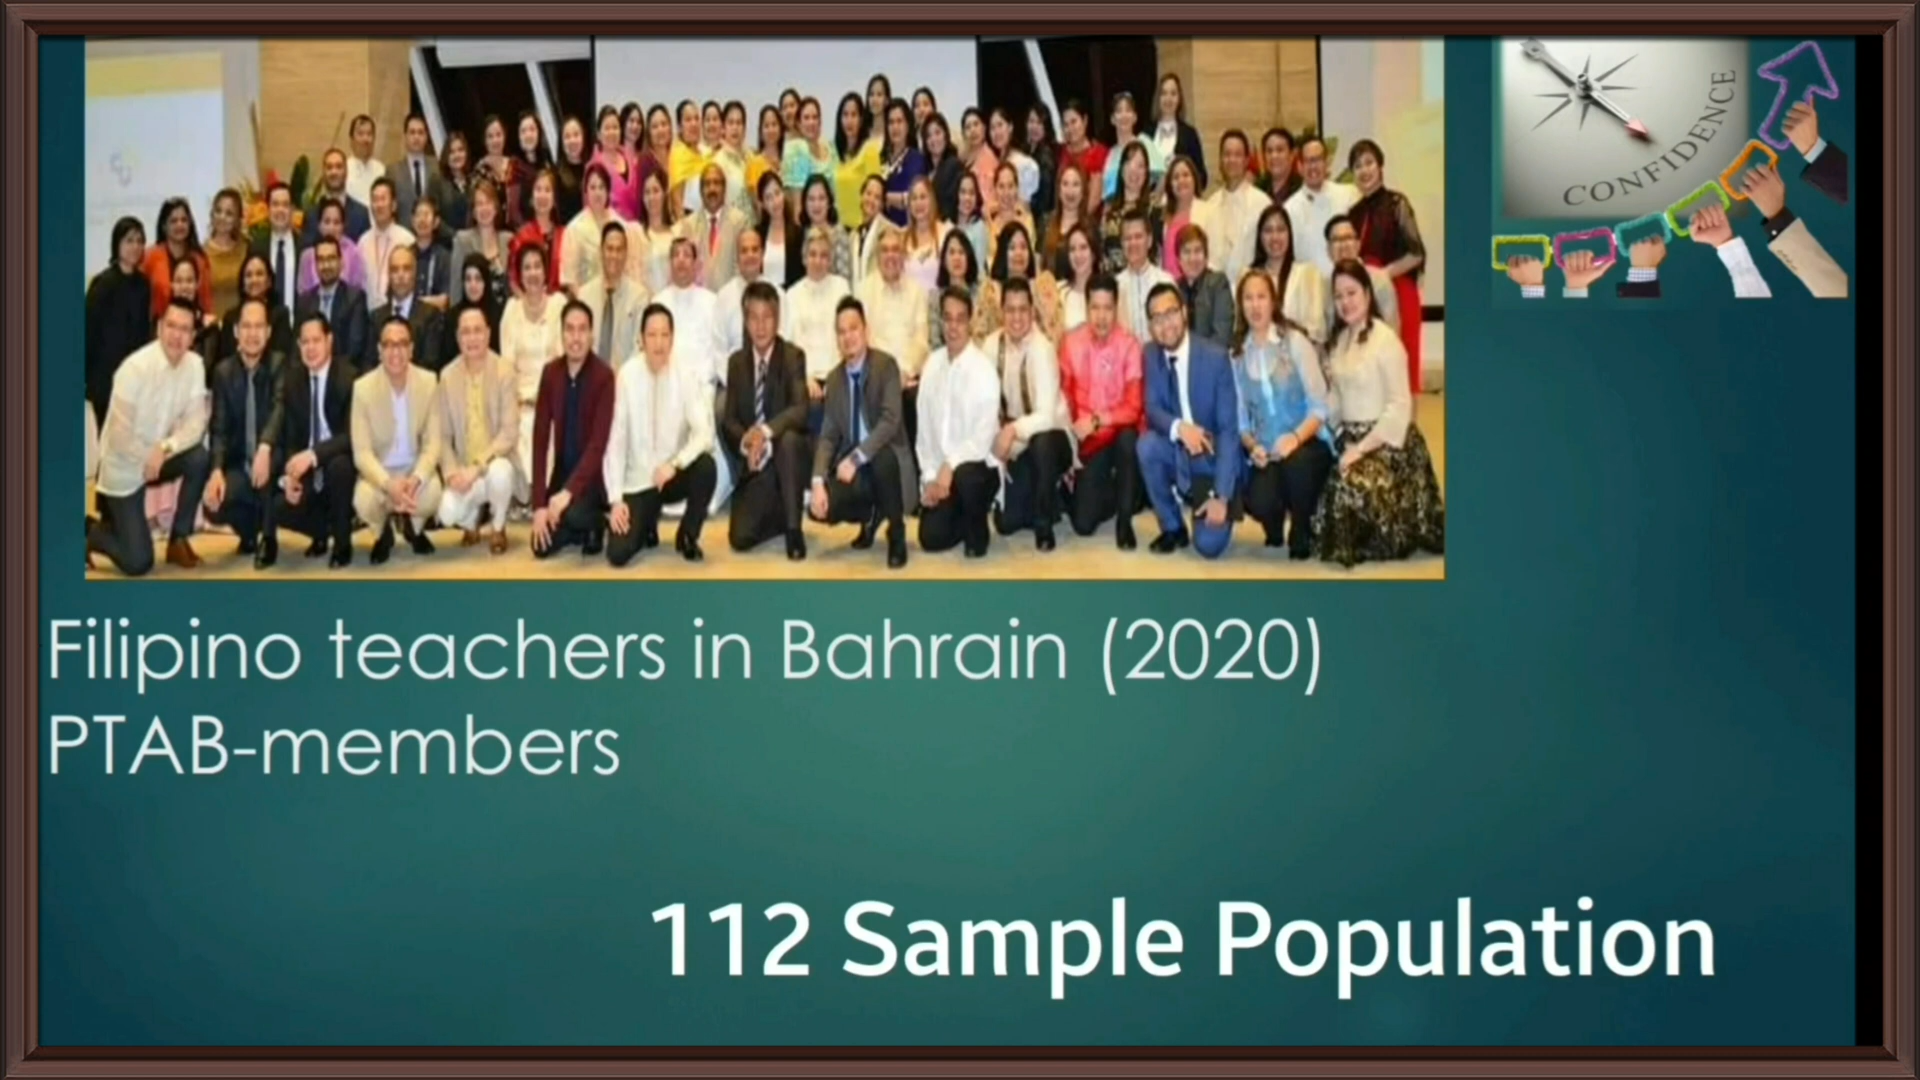 CONFIDENCE
Filipino teachers in Bahrain (2020)
PTAB-members
112 Sample Population